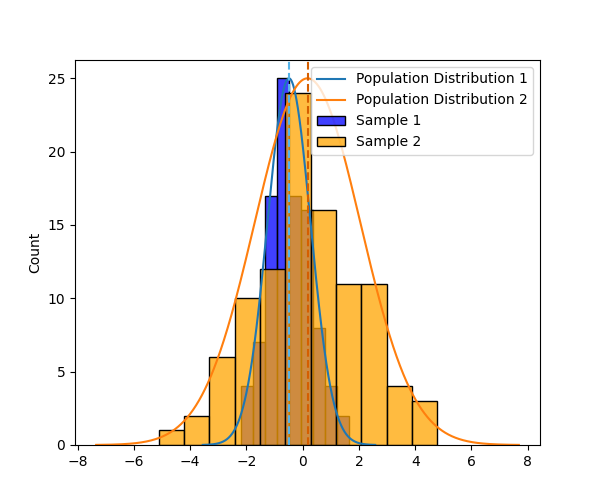 Population Distribution 1
Population Distribution 2
Sample 1
Sample 2
Count
25
20
15
10
5
0
−8 −6 −4 −2 0 2 4 6 8